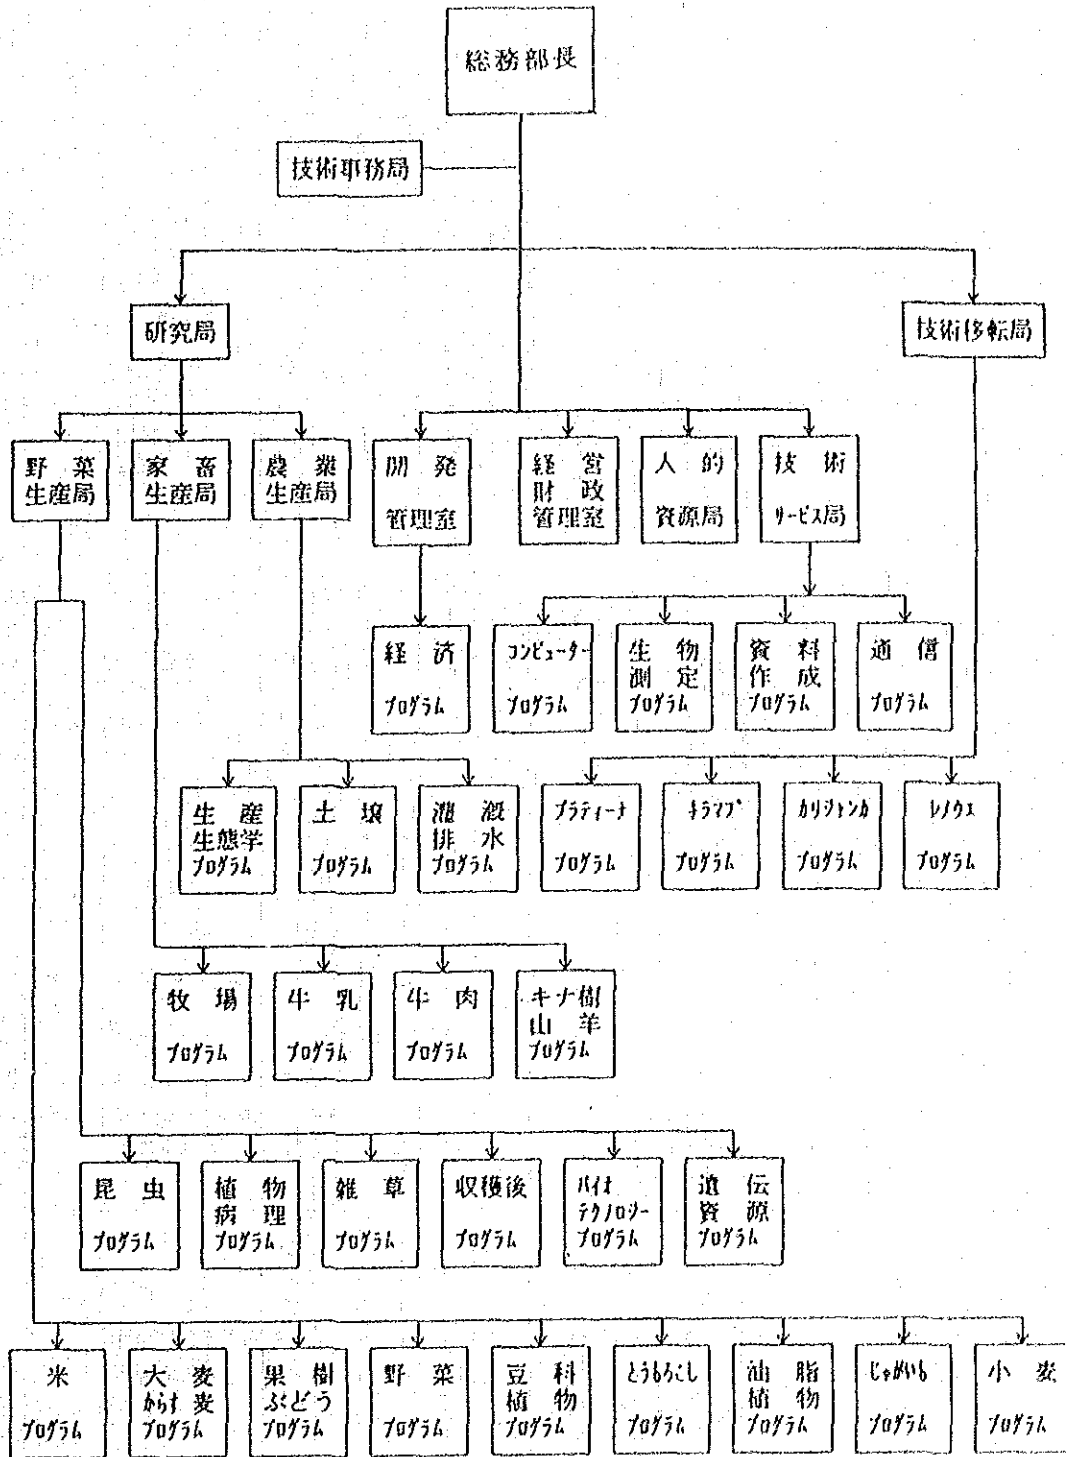 総務部長
技術事務局
研究局
技術移転局
野菜
生産局
家畜
生産局
農業
生産局
開発
管理室
経営
財政
管理室
人的
資源局
技術
サービス局
経済
プログラム
コンピューター
プログラム
生物
測定
プログラム
資料
作成
プログラム
通信
プログラム
生産
生態学
プログラム
土壌
プログラム
灌漑
排水
プログラム
プラティーナ
プログラム
キラマプ
プログラム
カリジャンカ
プログラム
レノウエ
プログラム
牧場
プログラム
牛乳
プログラム
牛肉
プログラム
キナ樹
山羊
プログラム
昆虫
プログラム
植物
病理
プログラム
雑草
プログラム
収穫後
プログラム
バイオ
テクノロジー
プログラム
遺伝
資源
プログラム
米
プログラム
大麦
からす麦
プログラム
果樹
ぶどう
プログラム
野菜
プログラム
豆科
植物
プログラム
とうもろこし
プログラム
油脂
植物
プログラム
じゃがいも
プログラム
小麦
プログラム